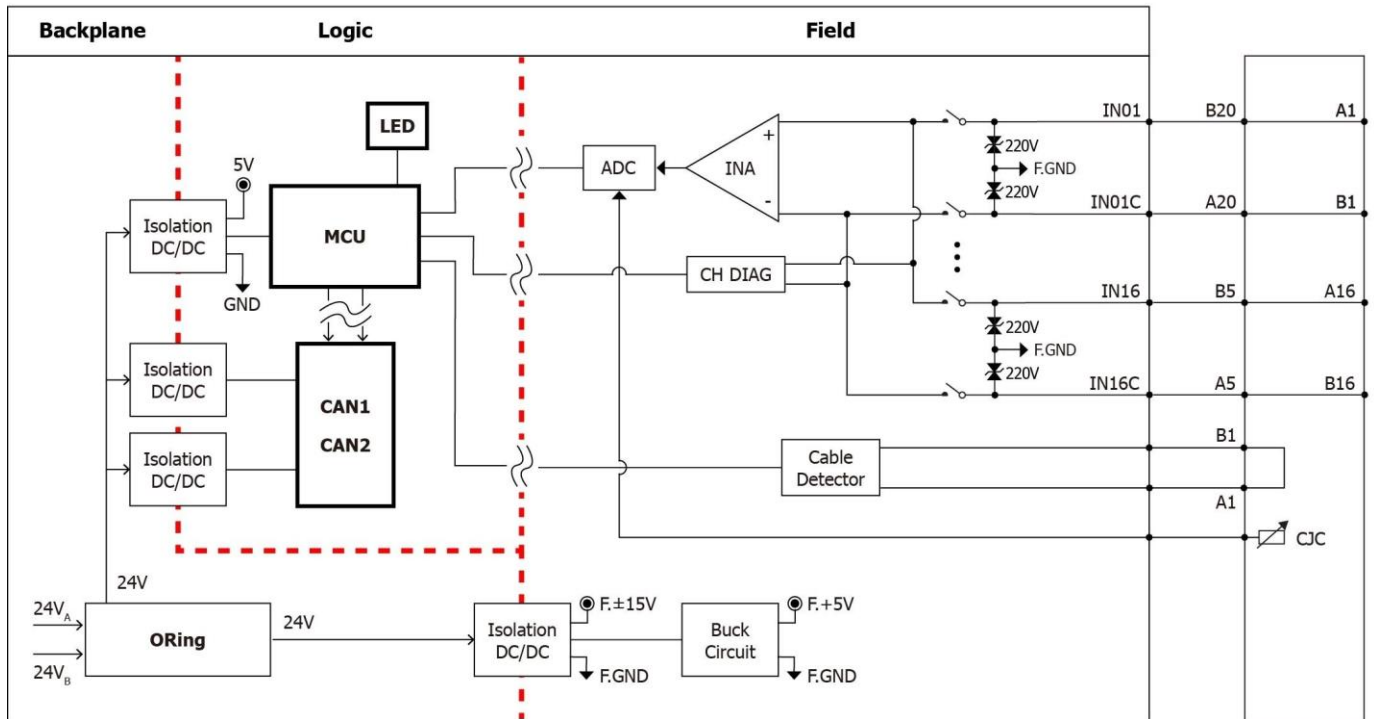 Backplane
Logic
Field
LED
5V
Isolation
DC/DC
GND
MCU
ADC
INA
+
-
CH DIAG
IN01
B20
A1
220V
F.GND
220V
IN01C
A20
B1
IN16
B5
A16
220V
F.GND
220V
IN16C
A5
B16
Isolation
DC/DC
CAN1
CAN2
Isolation
DC/DC
Cable
Detector
B1
A1
CJC
24V
24VA
24VB
ORing
24V
Isolation
DC/DC
F.±15V
F.GND
Buck
Circuit
F.+5V
F.GND